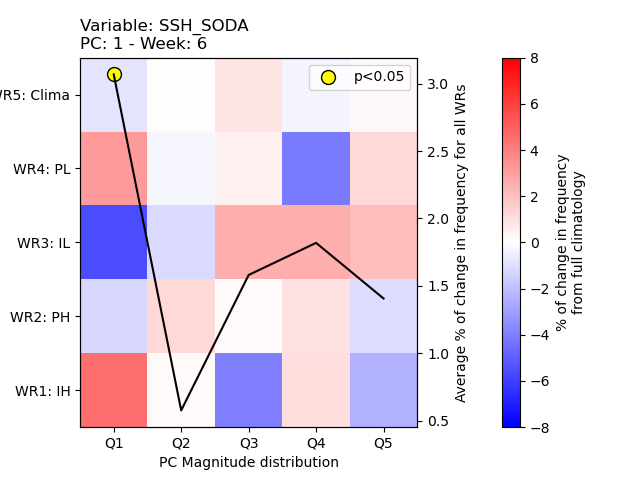 Variable: SSH_SODA
PC: 1 - Week: 6
p<0.05
WR5: Clima
WR4: PL
WR3: IL
WR2: PH
WR1: IH
Q1 Q2 Q3 Q4 Q5
PC Magnitude distribution
3.0
2.5
2.0
1.5
1.0
0.5
Average % of change in frequency for all WRs
8
6
4
2
0
−2
−4
−6
−8
% of change in frequency
from full climatology